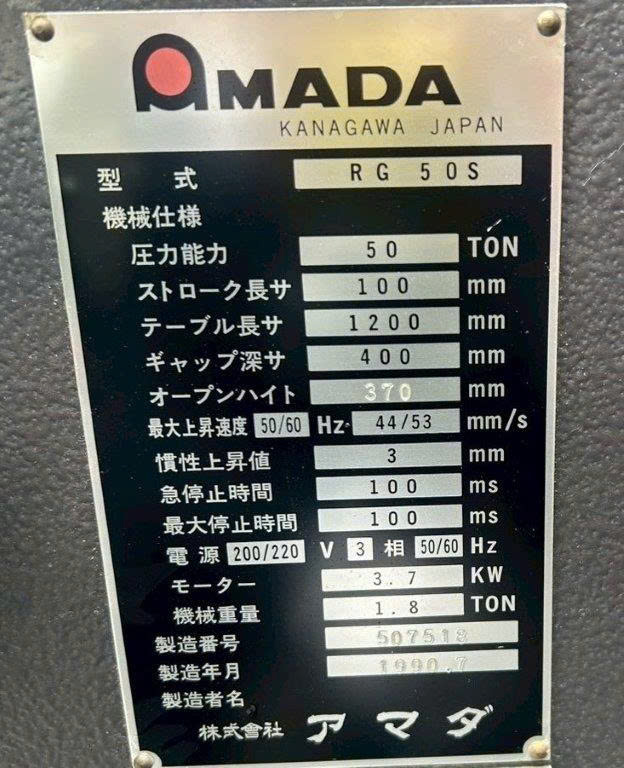 AMADA
KANAGAWA JAPAN
型式 RG 50S
機械仕様
圧力能力 50 TON
ストローク長サ 100 mm
テーブル長サ 1200 mm
ギャップ深サ 400 mm
オープンハイト 370 mm
最大上昇速度 50/60 Hz 44/53 mm/s
慣性上昇値 3 mm
急停止時間 100 ms
最大停止時間 100 ms
電源 200/220 V 3 相 50/60 Hz
モーター 3.7 KW
機械重量 1.8 TON
製造番号 507518
製造年月 1990.7
製造者名
株式會社 アマダ